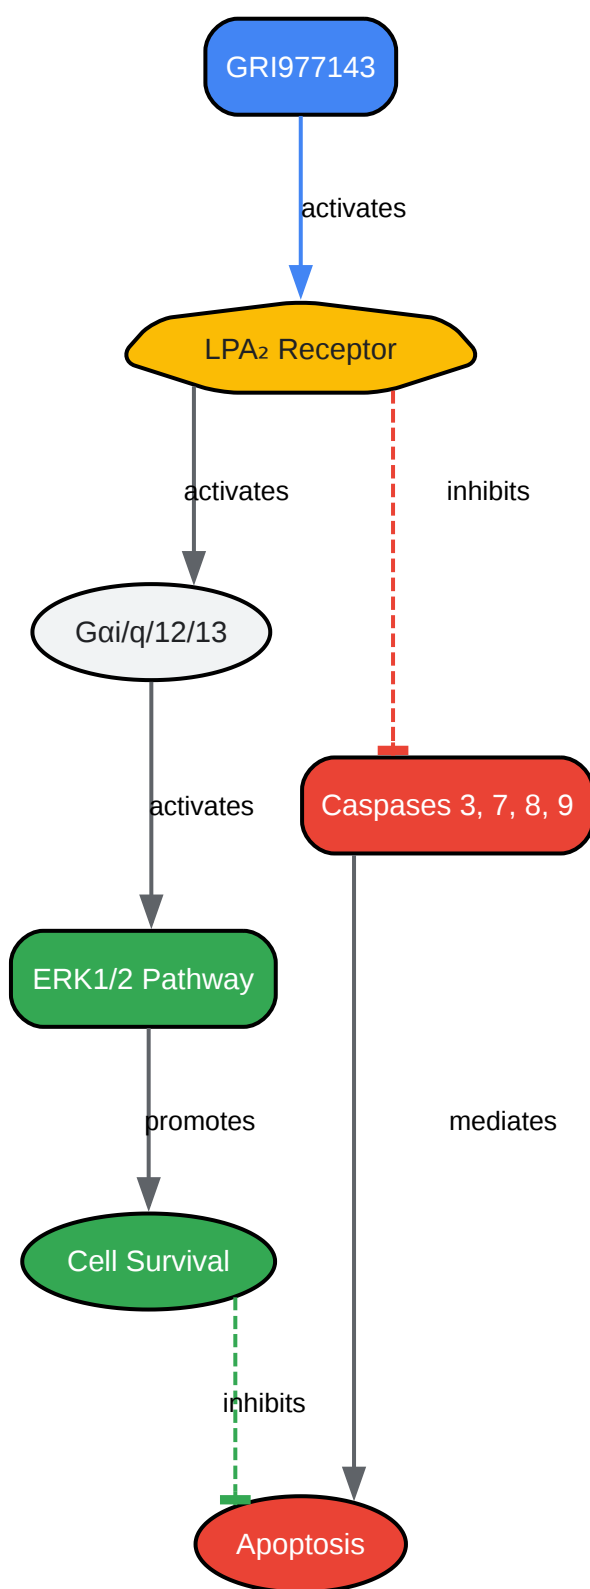 GRI977143
activates
LPA₂ Receptor
activates
inhibits
Gαi/q/12/13
activates
Caspases 3, 7, 8, 9
ERK1/2 Pathway
promotes
mediates
Cell Survival
inhibits
Apoptosis